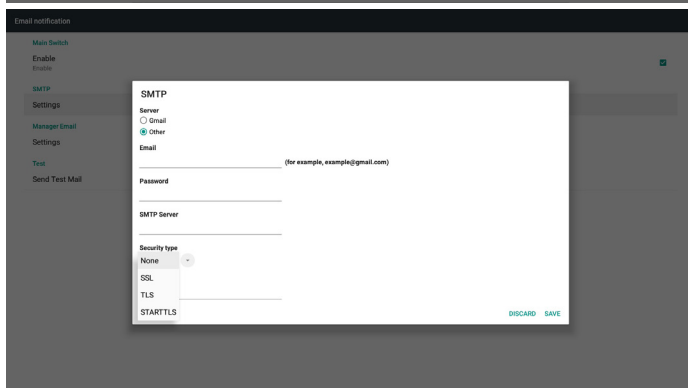 Email notification
Main Switch
Enable
Enable
SMTP
Settings
Manager Email
Settings
Test
Send Test Mail
SMTP
Server
Gmail
Other
Email
(for example, example@gmail.com)
Password
SMTP Server
Security type
None
SSL
TLS
STARTTLS
DISCARD SAVE